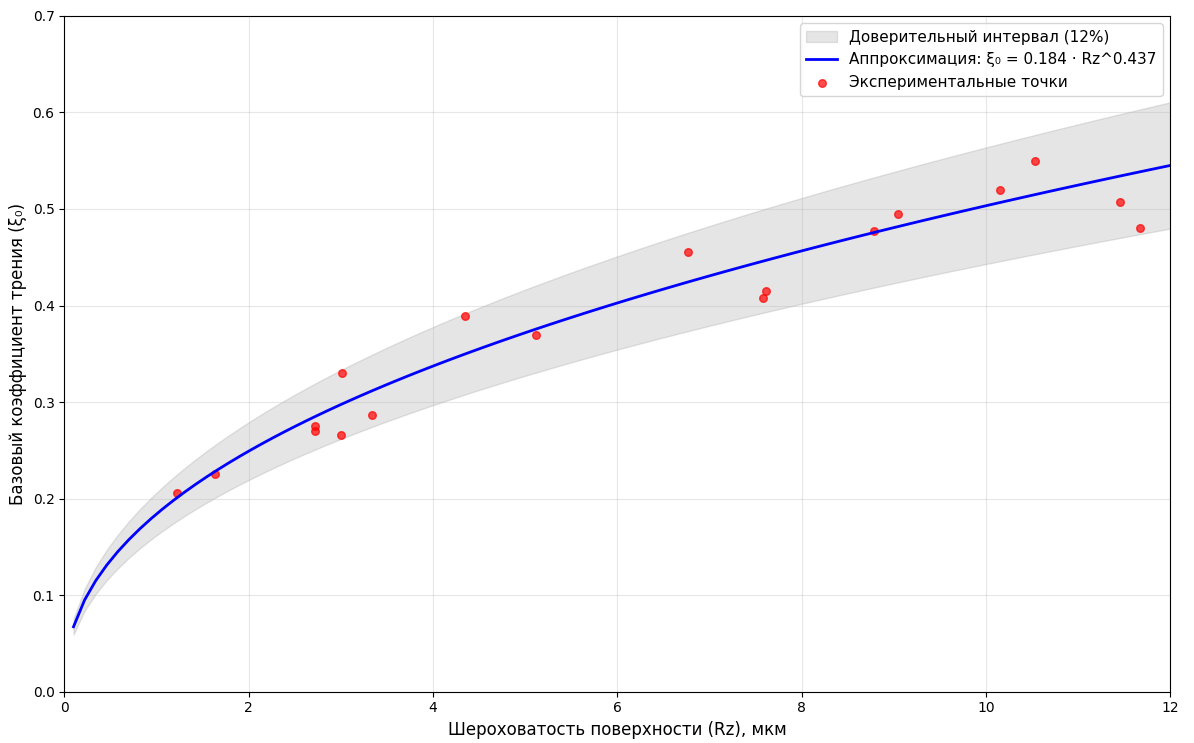 Доверительный интервал (12%)
Аппроксимация: ξ₀ = 0.184 · Rz^0.437
Экспериментальные точки
Базовый коэффициент трения (ξ₀)
0.7
0.6
0.5
0.4
0.3
0.2
0.1
0.0
0 2 4 6 8 10 12
Шероховатость поверхности (Rz), мкм